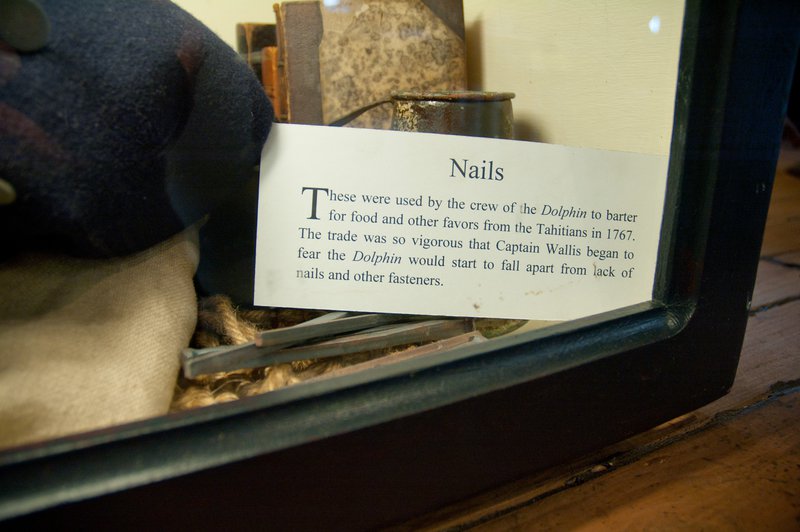 Nails
These were used by the crew of the Dolphin to barter
for food and other favors from the Tahitians in 1767.
The trade was so vigorous that Captain Wallis began to
fear the Dolphin would start to fall apart from lack of
nails and other fasteners.